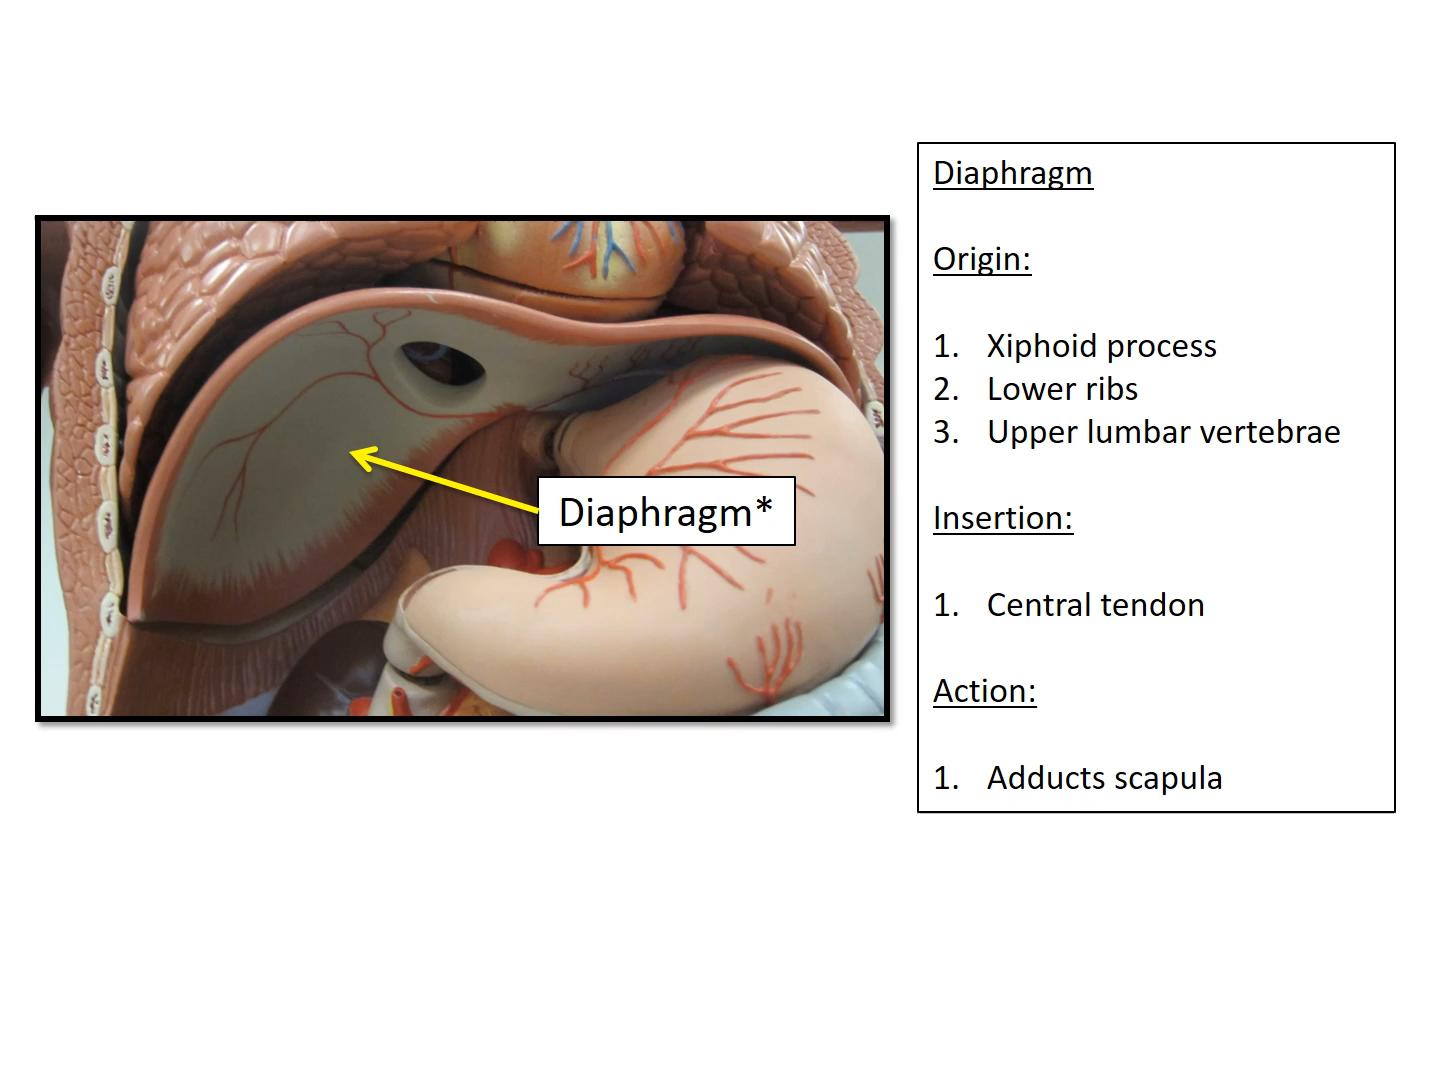 Diaphragm*
Diaphragm
Origin:
1. Xiphoid process
2. Lower ribs
3. Upper lumbar vertebrae
Insertion:
1. Central tendon
Action:
1. Adducts scapula